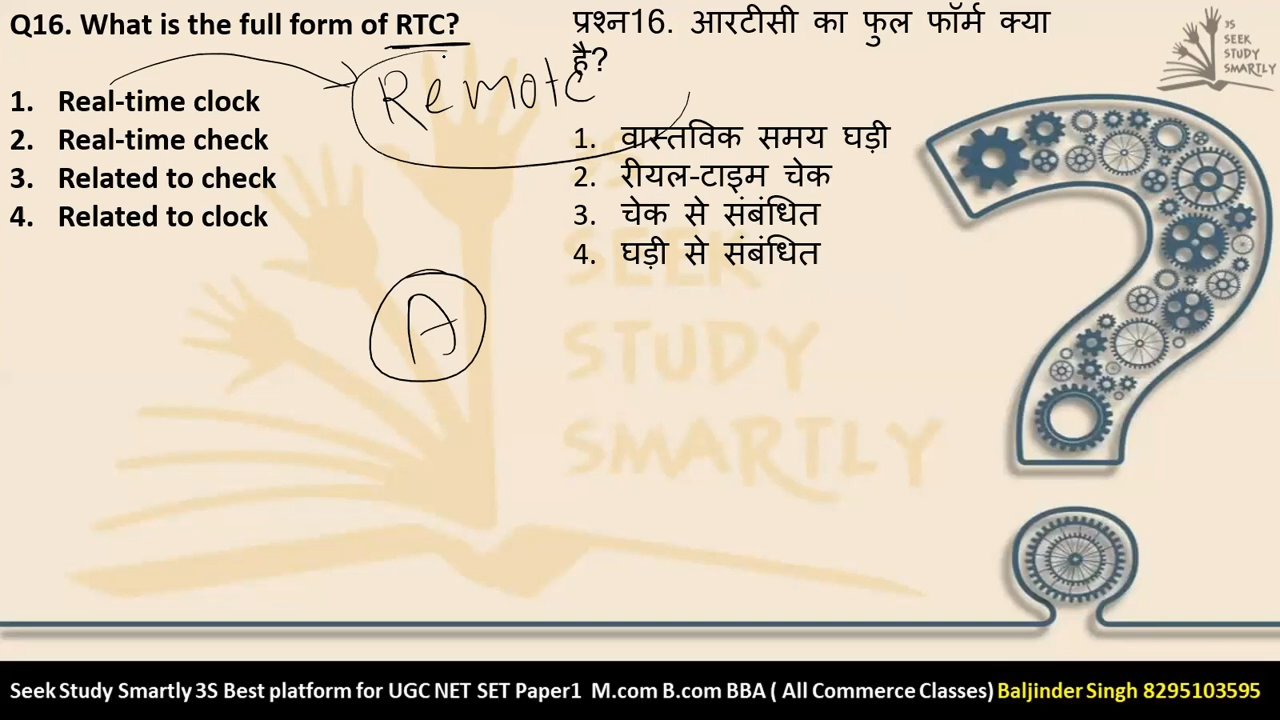 Q16. What is the full form of RTC?
1. Real-time clock
2. Real-time check
3. Related to check
4. Related to clock
Remote
A
प्रश्न16. आरटीसी का फुल फॉर्म क्या
है?
1. वास्तविक समय घड़ी
2. रीयल-टाइम चेक
3. चेक से संबंधित
4. घड़ी से संबंधित
3S
SEEK
STUDY
SMARTLY
3S
SEEK
STUDY
SMARTLY
Seek Study Smartly 3S Best platform for UGC NET SET Paper1 M.com B.com BBA ( All Commerce Classes) Baljinder Singh 8295103595